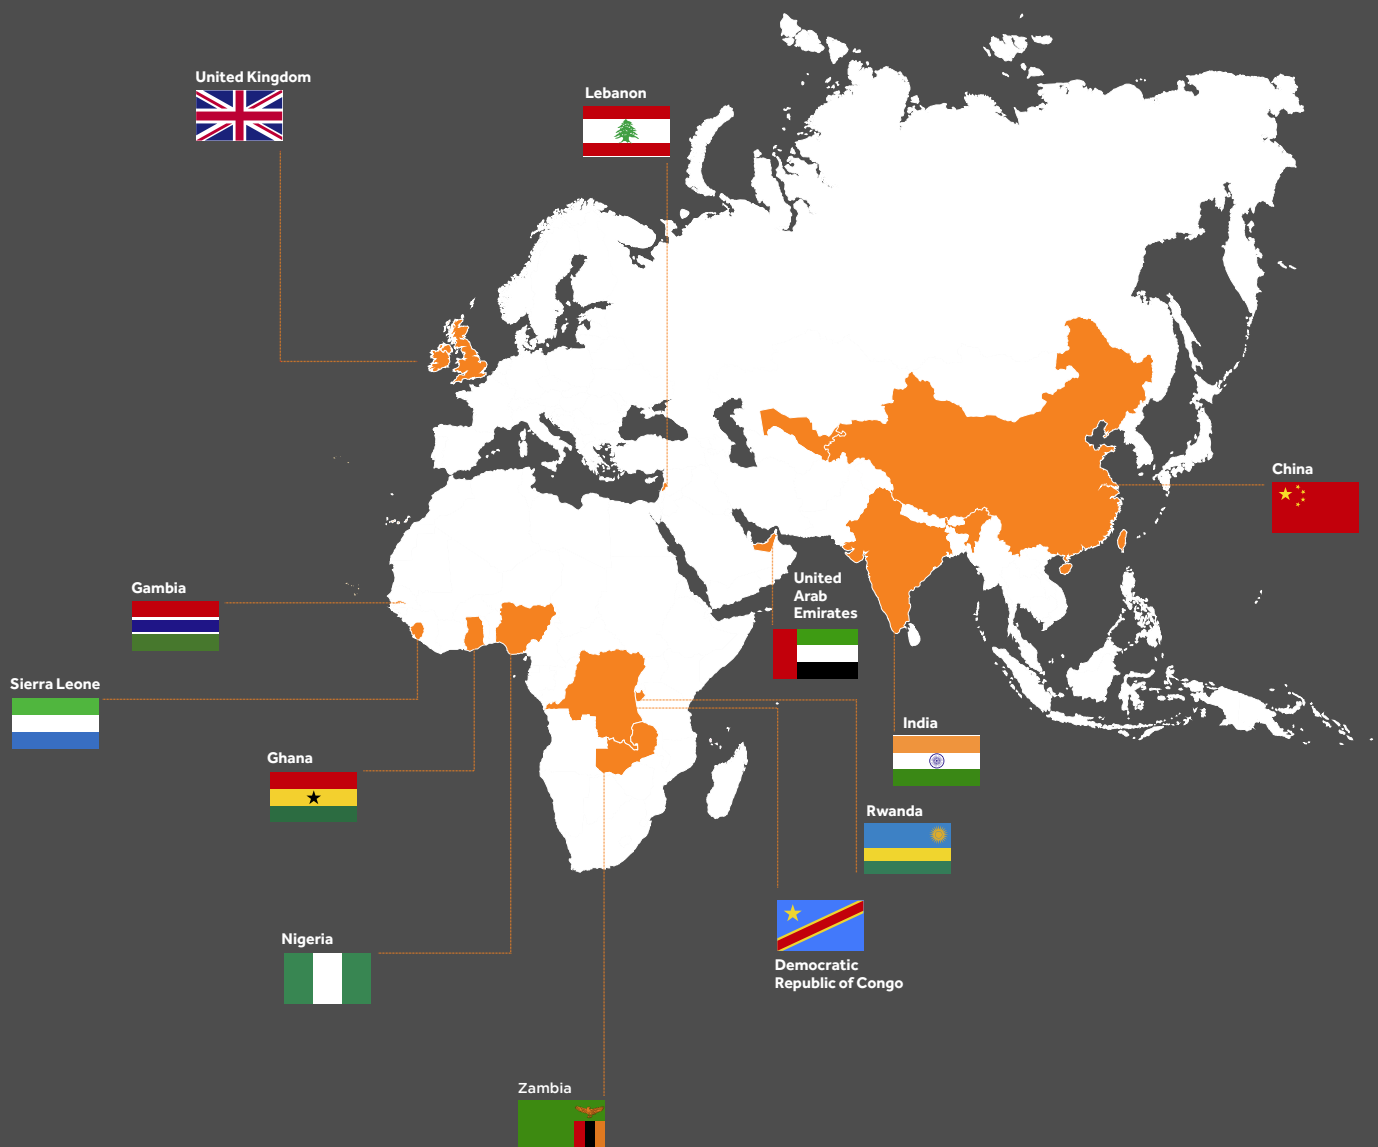 United Kingdom
Lebanon
China
United
Arab
Emirates
Gambia
Sierra Leone
India
Ghana
Rwanda
Nigeria
Democratic
Republic of Congo
Zambia